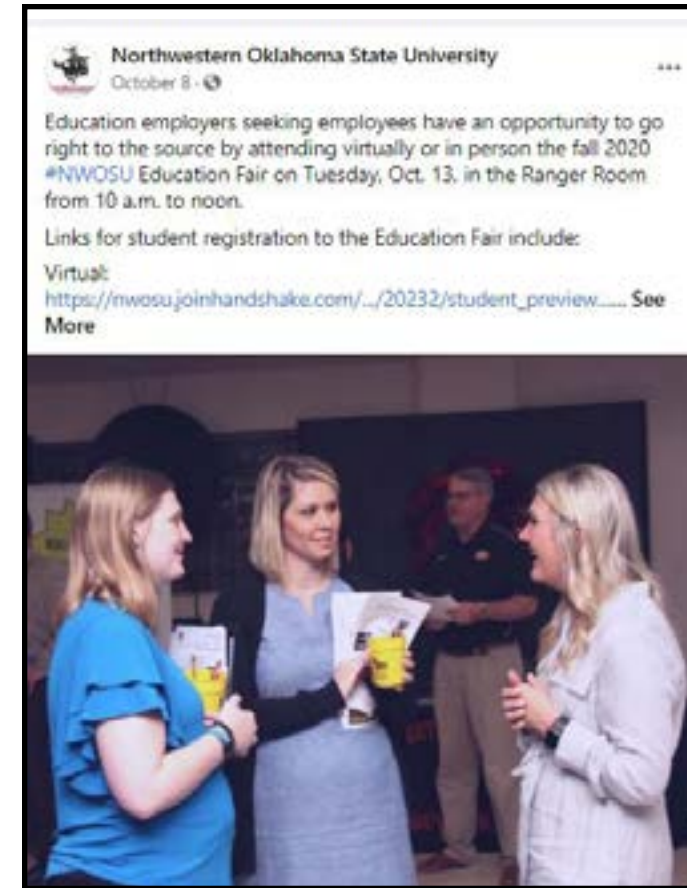 Northwestern Oklahoma State University
October 8 ·
Education employers seeking employees have an opportunity to go
right to the source by attending virtually or in person the fall 2020
#NWOSU Education Fair on Tuesday, Oct. 13, in the Ranger Room
from 10 a.m. to noon.
Links for student registration to the Education Fair include:
Virtual:
https://nwosu.joinhandshake.com/.../20232/student_preview...... See
More